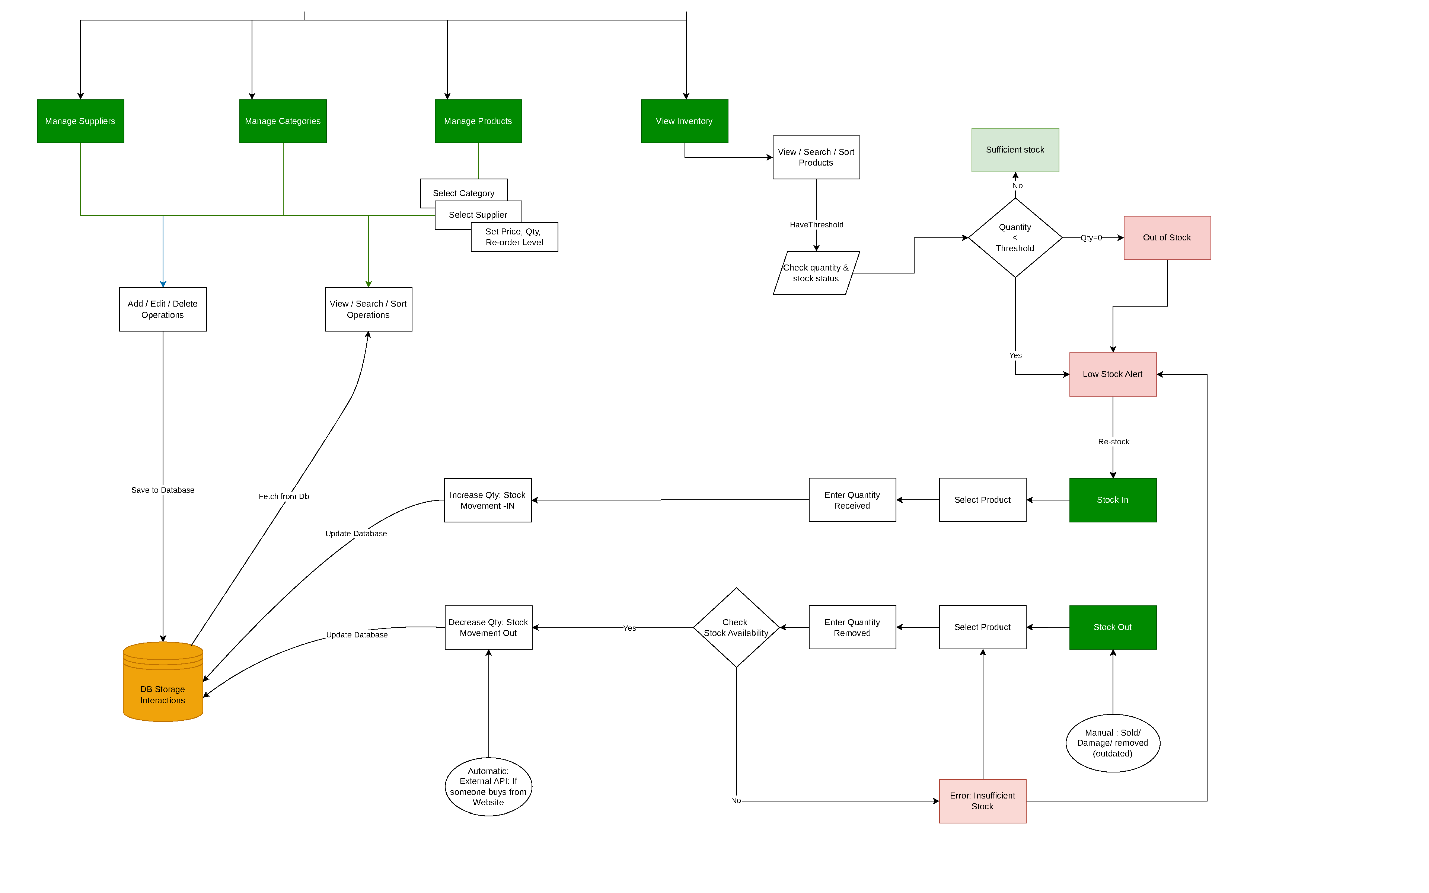 Manage Suppliers
Manage Categories
Manage Products
View Inventory
View / Search / Sort
Products
Sufficient stock
No
Select Category
Select Supplier
Set Price, Qty,
Re-order Level
HaveThreshold
Quantity
<
Threshold
Qty=0
Out of Stock
Check quantity &
stock status
Add / Edit / Delete
Operations
View / Search / Sort
Operations
Yes
Low Stock Alert
Re-stock
Save to Database
Fetch from Db
Increase Qty: Stock
Movement -IN
Enter Quantity
Received
Select Product
Stock In
Update Database
Decrease Qty: Stock
Movement Out
Yes
Check
Stock Availability
Enter Quantity
Removed
Select Product
Stock Out
Update Database
DB Storage
Interactions
Manual : Sold/
Damage/ removed
(outdated)
Automatic:
External API: If
someone buys from
Website
No
Error: Insufficient
Stock